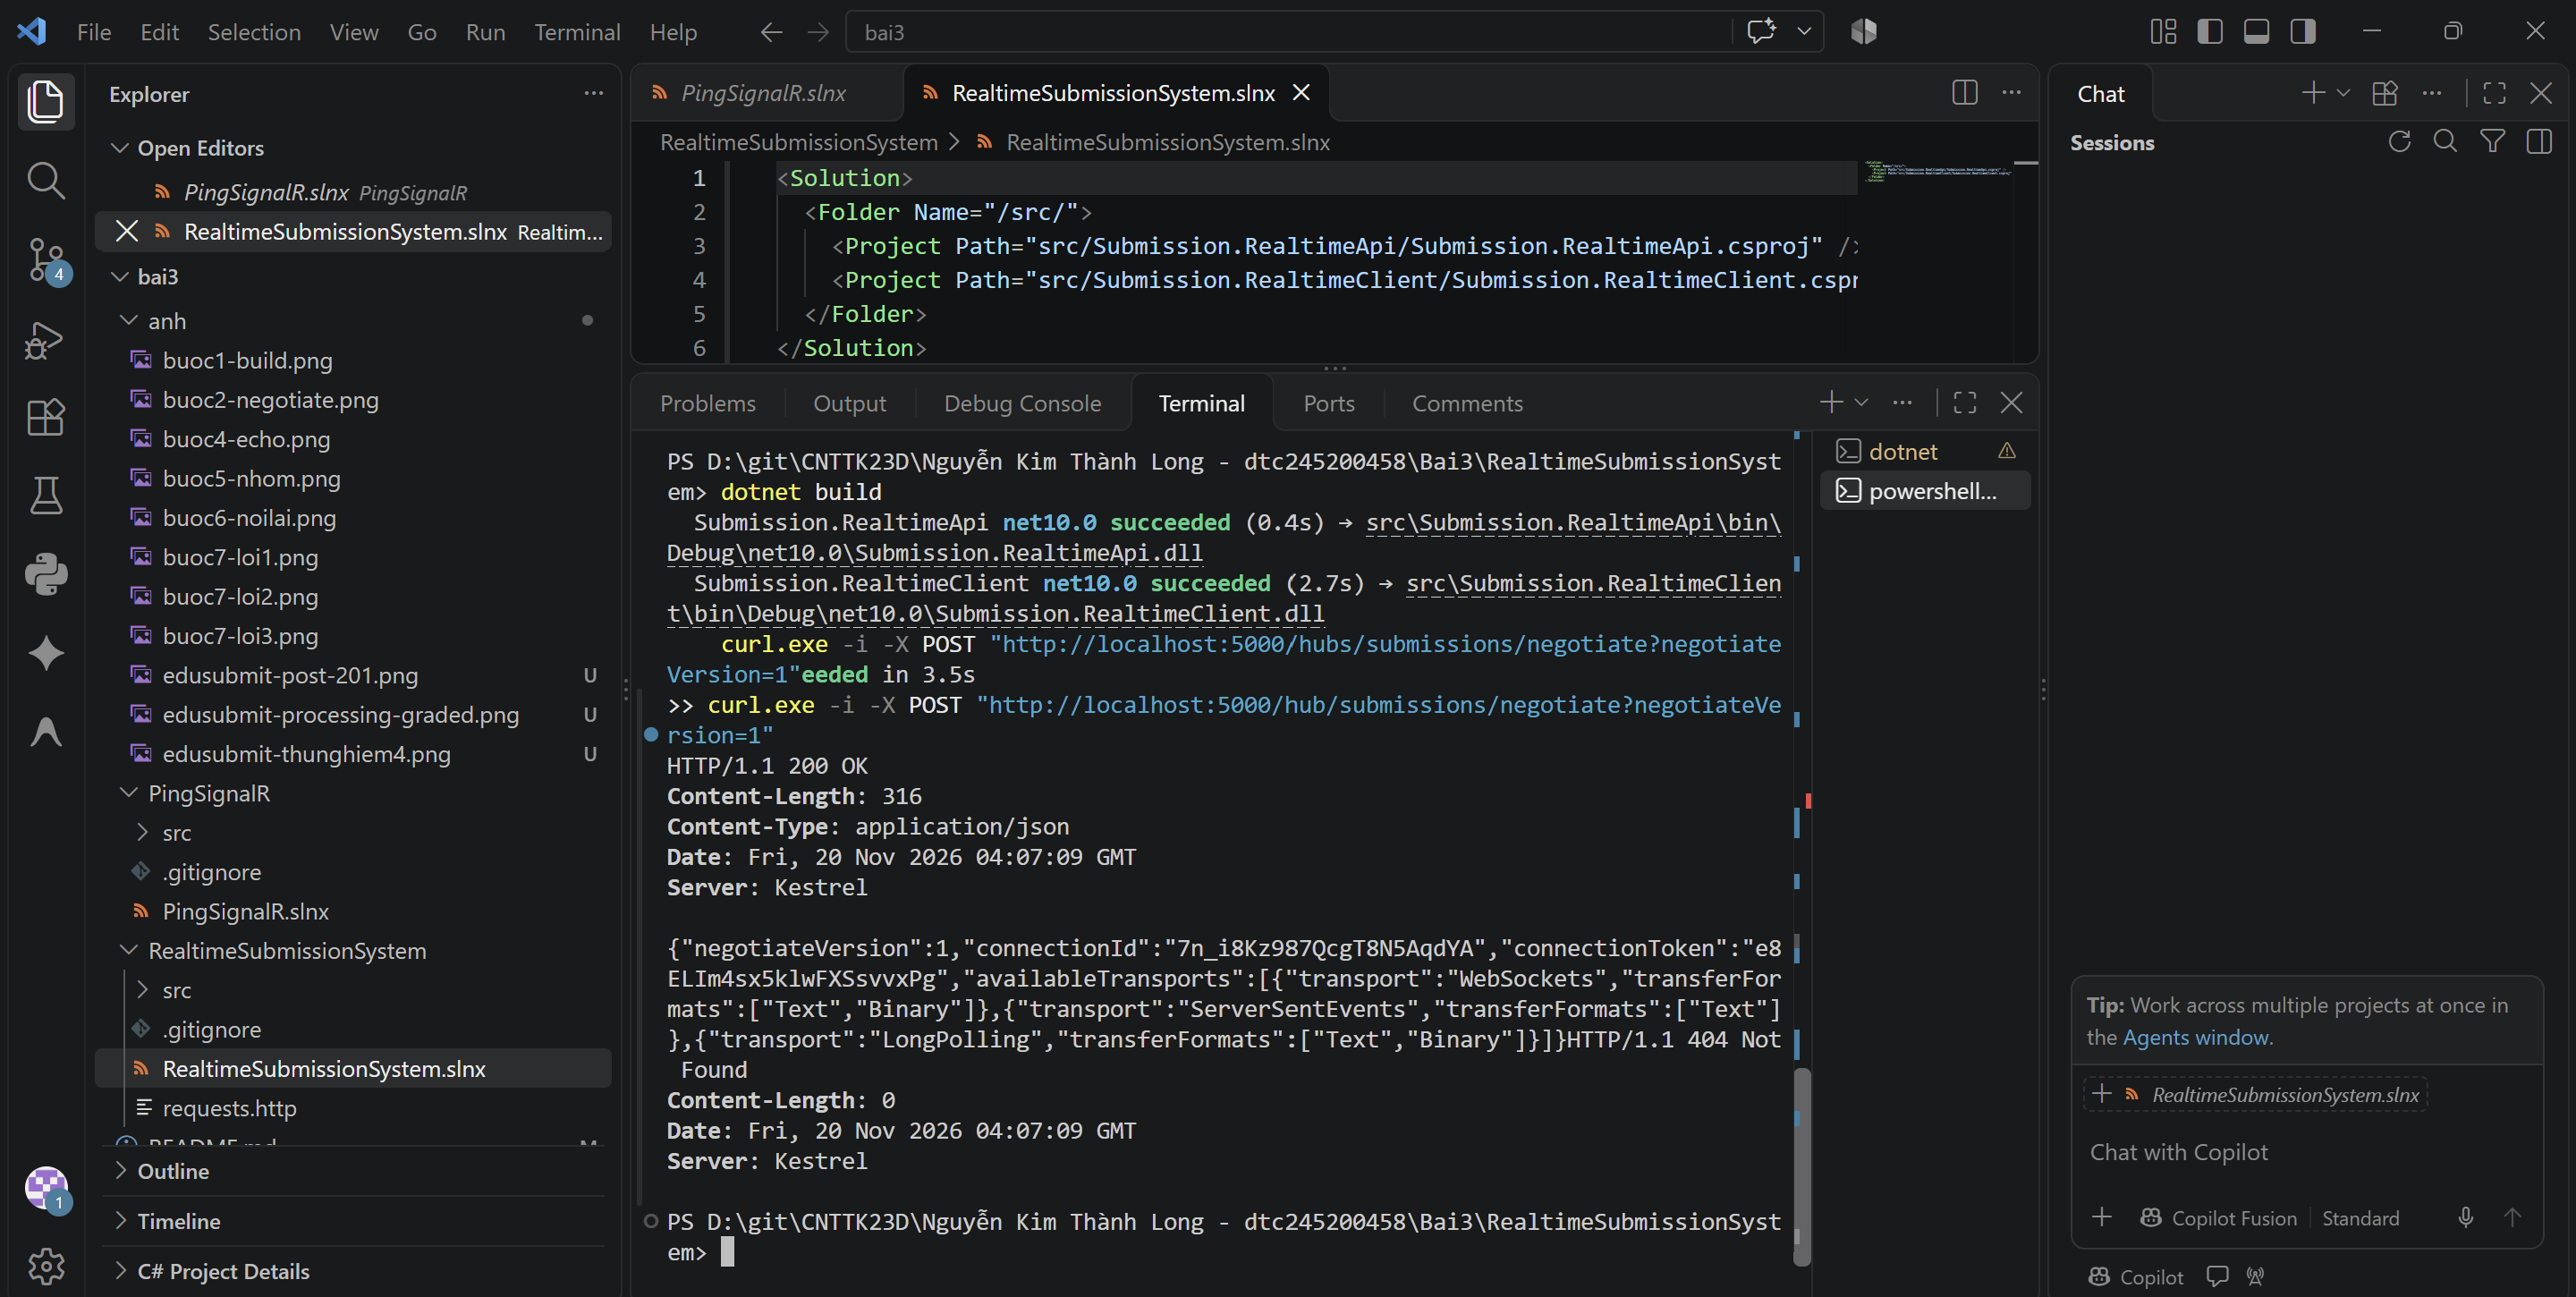 File Edit Selection View Go Run Terminal Help
bai3
Explorer
Open Editors
PingSignalR.slnx PingSignalR
RealtimeSubmissionSystem.slnx Realtim...
bai3
anh
buoc1-build.png
buoc2-negotiate.png
buoc4-echo.png
buoc5-nhom.png
buoc6-noilai.png
buoc7-loi1.png
buoc7-loi2.png
buoc7-loi3.png
edusubmit-post-201.png U
edusubmit-processing-graded.png U
edusubmit-thunghiem4.png U
PingSignalR
src
.gitignore
PingSignalR.slnx
RealtimeSubmissionSystem
src
.gitignore
RealtimeSubmissionSystem.slnx
requests.http
README.md M
Outline
Timeline
C# Project Details
4
1
PingSignalR.slnx
RealtimeSubmissionSystem.slnx
RealtimeSubmissionSystem > RealtimeSubmissionSystem.slnx
1 <Solution>
2 <Folder Name="/src/">
3 <Project Path="src/Submission.RealtimeApi/Submission.RealtimeApi.csproj" />
4 <Project Path="src/Submission.RealtimeClient/Submission.RealtimeClient.cspr
5 </Folder>
6 </Solution>
Problems Output Debug Console Terminal Ports Comments
PS D:\git\CNTTK23D\Nguyễn Kim Thành Long - dtc245200458\Bai3\RealtimeSubmissionSyst
em> dotnet build
Submission.RealtimeApi net10.0 succeeded (0.4s) → src\Submission.RealtimeApi\bin\
Debug\net10.0\Submission.RealtimeApi.dll
Submission.RealtimeClient net10.0 succeeded (2.7s) → src\Submission.RealtimeClien
t\bin\Debug\net10.0\Submission.RealtimeClient.dll
curl.exe -i -X POST "http://localhost:5000/hubs/submissions/negotiate?negotiate
Version=1"eeded in 3.5s
>> curl.exe -i -X POST "http://localhost:5000/hub/submissions/negotiate?negotiateVe
rsion=1"
HTTP/1.1 200 OK
Content-Length: 316
Content-Type: application/json
Date: Fri, 20 Nov 2026 04:07:09 GMT
Server: Kestrel
{"negotiateVersion":1,"connectionId":"7n_i8Kz987QcgT8N5AqdYA","connectionToken":"e8
ELIm4sx5klwFXSsvvxPg","availableTransports":[{"transport":"WebSockets","transferFor
mats":["Text","Binary"]},{"transport":"ServerSentEvents","transferFormats":["Text"]
},{"transport":"LongPolling","transferFormats":["Text","Binary"]}]}HTTP/1.1 404 Not
Found
Content-Length: 0
Date: Fri, 20 Nov 2026 04:07:09 GMT
Server: Kestrel
PS D:\git\CNTTK23D\Nguyễn Kim Thành Long - dtc245200458\Bai3\RealtimeSubmissionSyst
em>
dotnet
powershell...
Chat
Sessions
Tip: Work across multiple projects at once in
the Agents window.
RealtimeSubmissionSystem.slnx
Chat with Copilot
Copilot Fusion Standard
Copilot